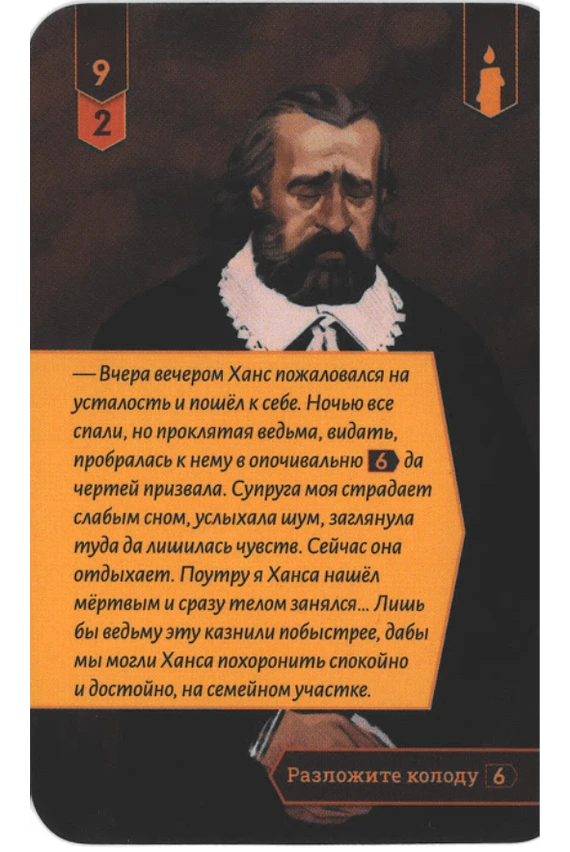 9
2
— Вчера вечером Ханс пожаловался на
усталость и пошёл к себе. Ночью все
спали, но проклятая ведьма, видать,
пробралась к нему в опочивальню 6 да
чертей призвала. Супруга моя страдает
слабым сном, услыхала шум, заглянула
туда да лишилась чувств. Сейчас она
отдыхает. Поутру я Ханса нашёл
мёртвым и сразу телом занялся... Лишь
бы ведьму эту казнили побыстрее, дабы
мы могли Ханса похоронить спокойно
и достойно, на семейном участке.
Разложите колоду 6